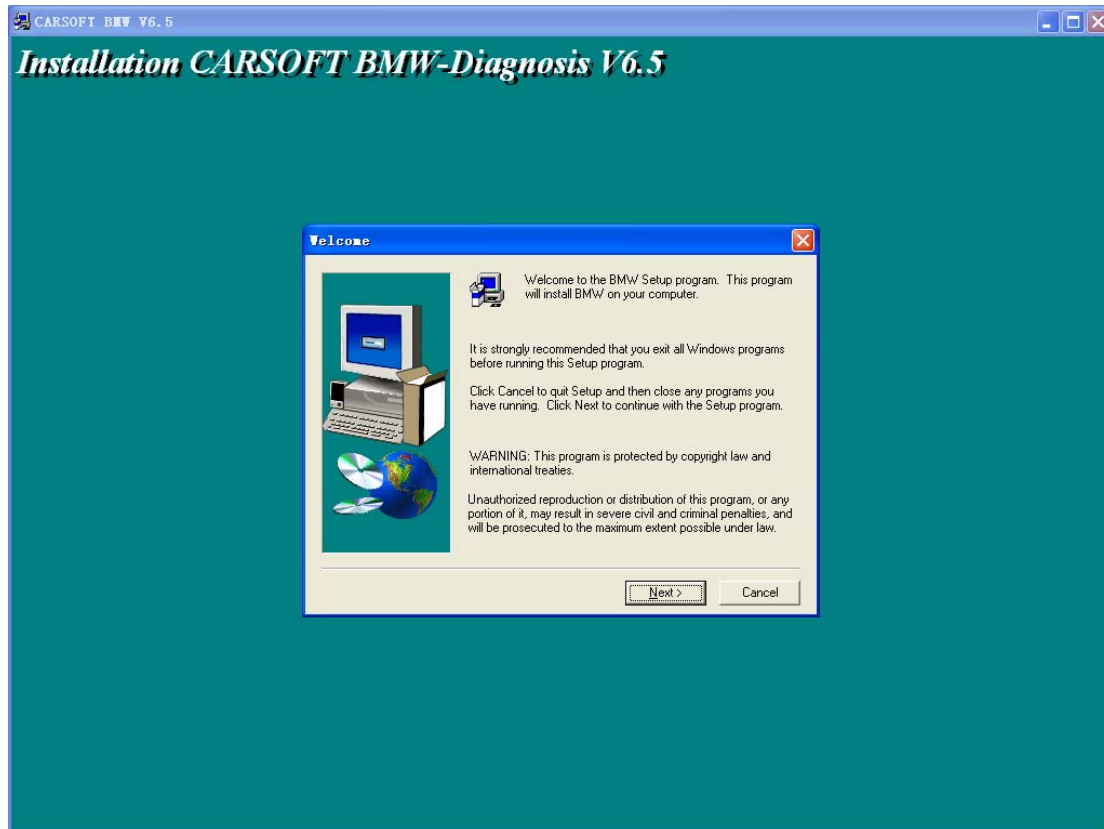 CARSOFT BMW V6.5
Installation CARSOFT BMW-Diagnosis V6.5
Welcome
Welcome to the BMW Setup program. This program
will install BMW on your computer.
It is strongly recommended that you exit all Windows programs
before running this Setup program.
Click Cancel to quit Setup and then close any programs you
have running. Click Next to continue with the Setup program.
WARNING: This program is protected by copyright law and
international treaties.
Unauthorized reproduction or distribution of this program, or any
portion of it, may result in severe civil and criminal penalties, and
will be prosecuted to the maximum extent possible under law.
Next >
Cancel